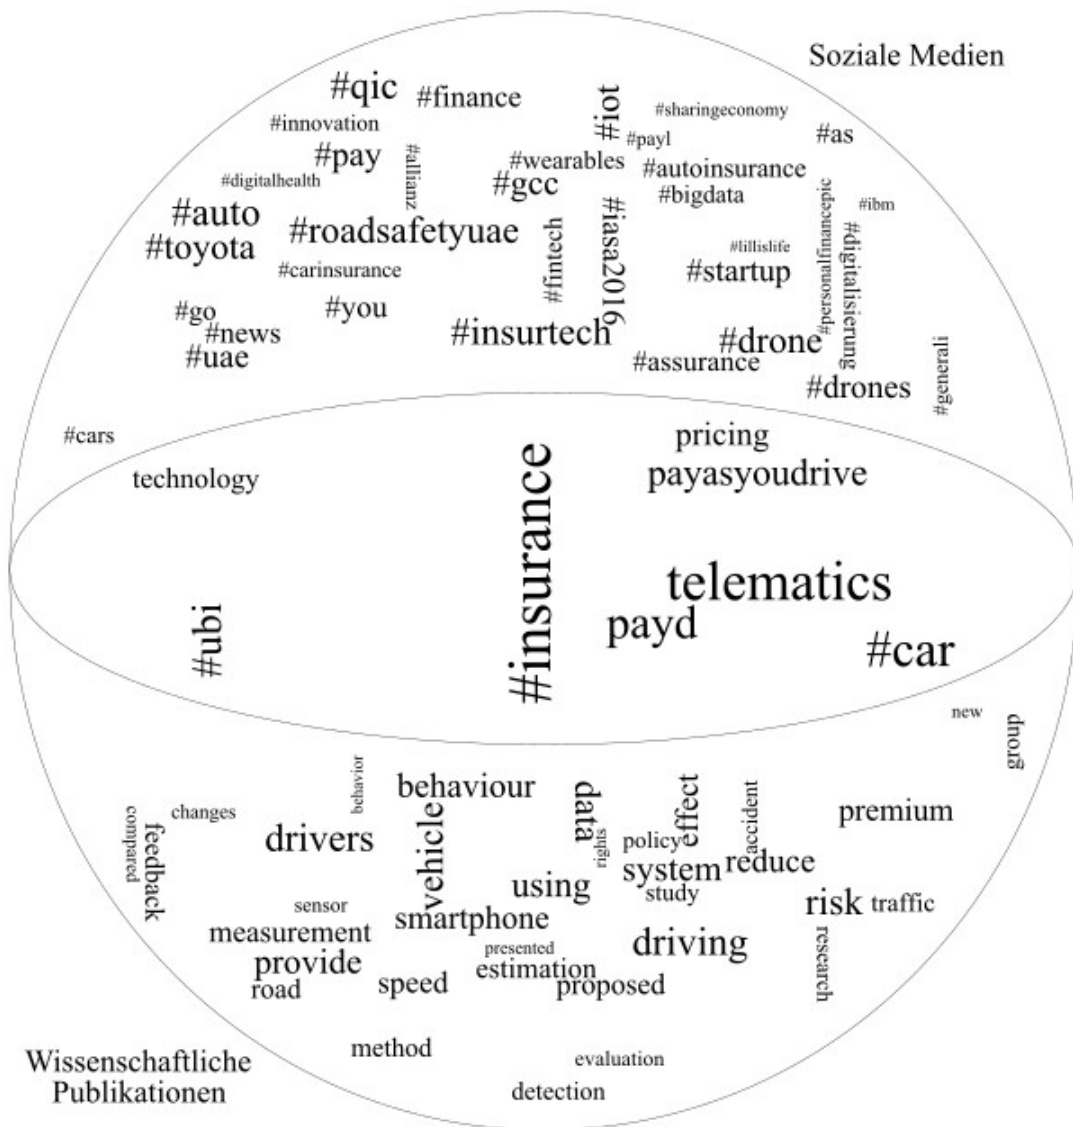 Soziale Medien
#qic
#finance
#iot
#sharingeconomy
#innovation
#payl
#as
#pay
#allianz
#wearables
#autoinsurance
#digitalhealth
#gcc
#bigdata
#personalfinancepic
#ibm
#auto
#roadsafetyuae
#fintech
#iasa2016
#digitalisierung
#toyota
#lillislife
#carinsurance
#startup
#go
#you
#news
#insurtech
#drone
#uae
#assurance
#drones
#generali
#cars
pricing
technology
#insurance
payasyoudrive
telematics
#ubi
payd
#car
new
group
behavior
behaviour
data
effect
accident
changes
premium
compared
feedback
drivers
vehicle
rights
policy
system
reduce
using
study
sensor
smartphone
risk
traffic
measurement
presented
driving
research
provide
estimation
road
speed
proposed
method
evaluation
detection
Wissenschaftliche
Publikationen